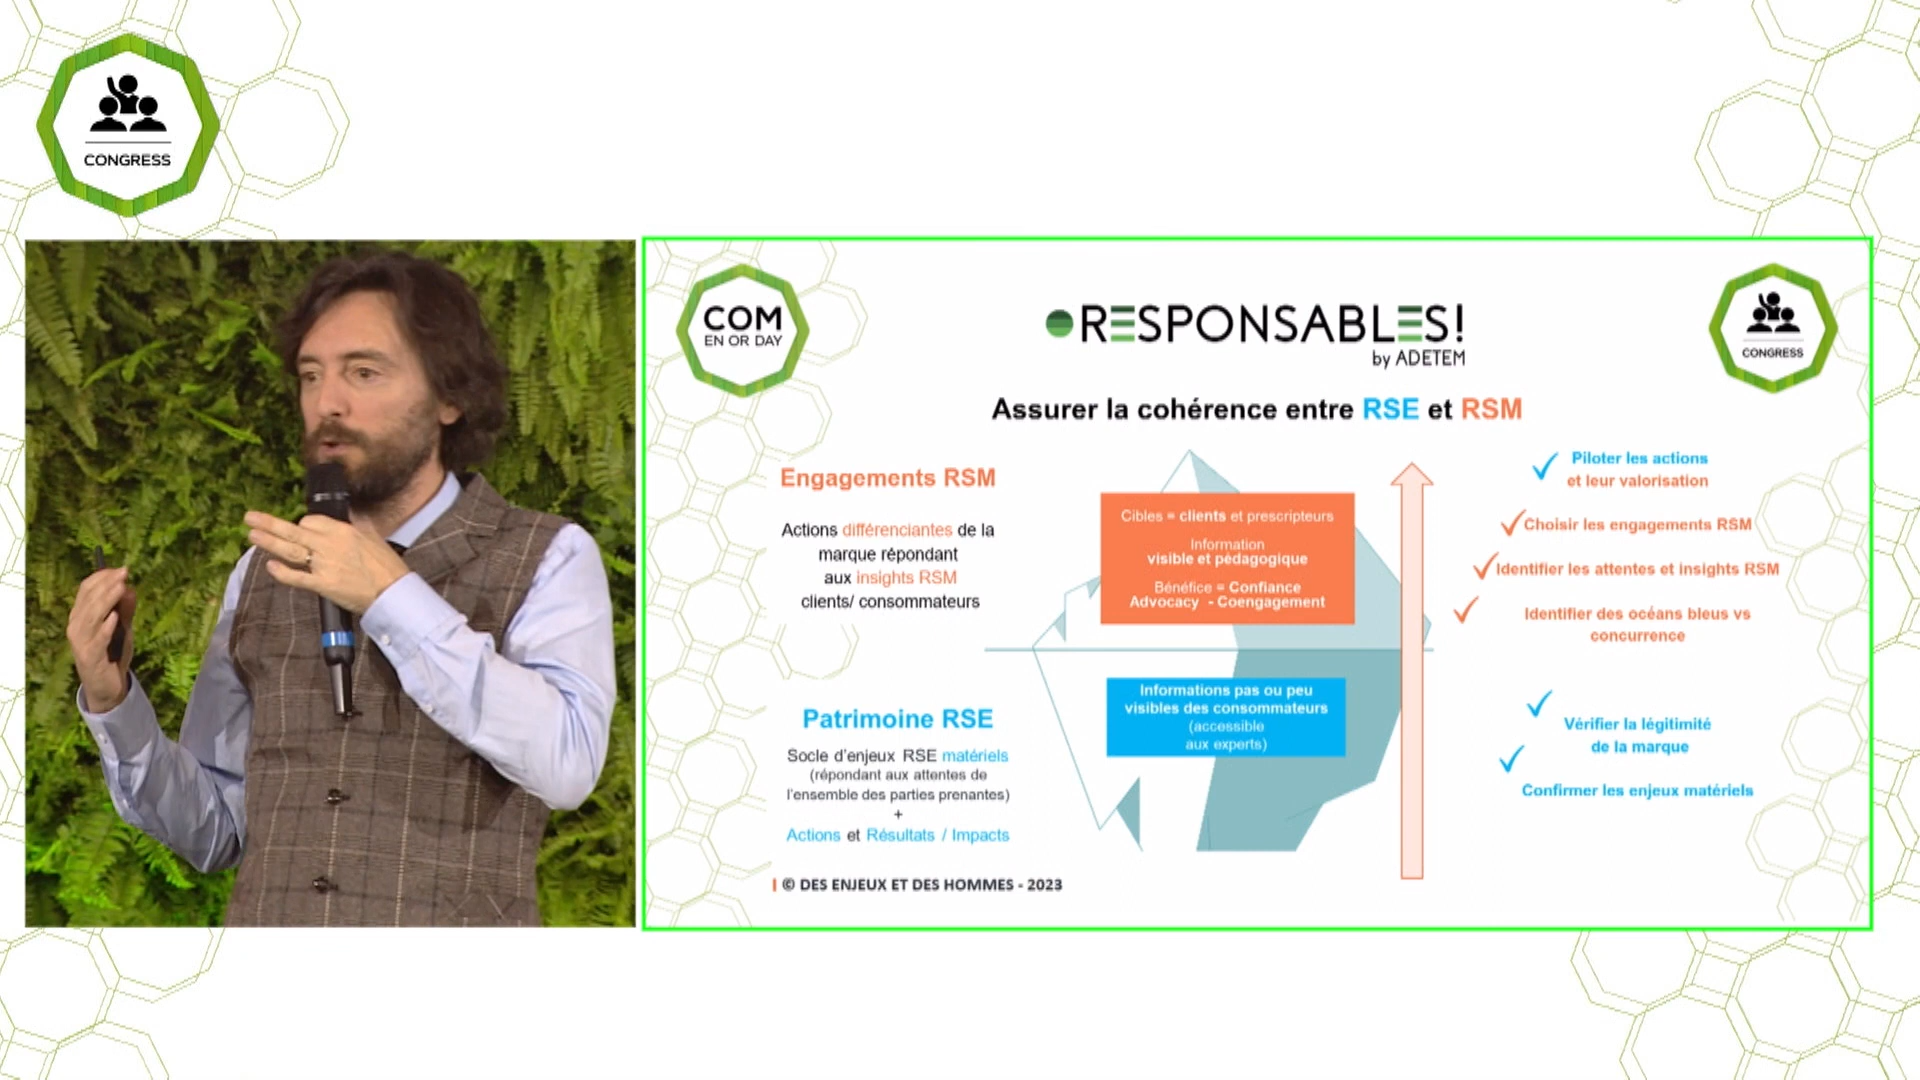 CONGRESS
COM
EN OR DAY
RESPONSABLES!
by ADETEM
CONGRESS
Assurer la cohérence entre RSE et RSM
Engagements RSM
Actions différenciantes de la
marque répondant
aux insights RSM
clients/ consommateurs
Cibles = clients et prescripteurs
Information
visible et pédagogique
Bénéfice = Confiance
Advocacy - Coengagement
Piloter les actions
et leur valorisation
Choisir les engagements RSM
Identifier les attentes et insights RSM
Identifier des océans bleus vs
concurrence
Patrimoine RSE
Socle d'enjeux RSE matériels
(répondant aux attentes de
l'ensemble des parties prenantes)
+
Actions et Résultats / Impacts
Informations pas ou peu
visibles des consommateurs
(accessible
aux experts)
Vérifier la légitimité
de la marque
Confirmer les enjeux matériels
| © DES ENJEUX ET DES HOMMES - 2023